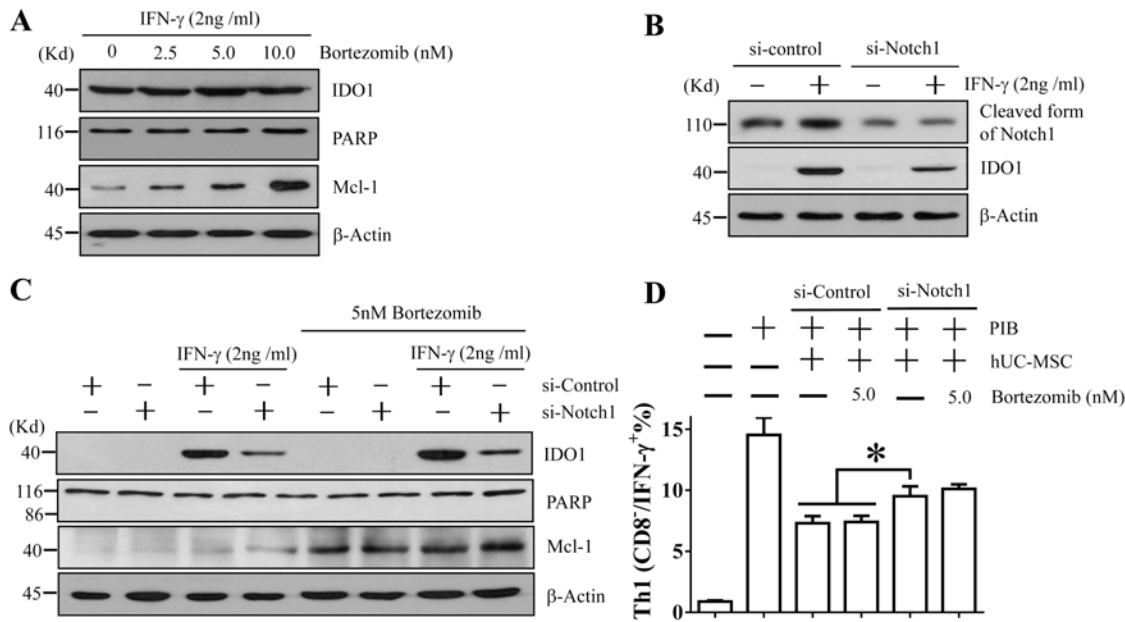 A
IFN-γ (2ng /ml)
(Kd) 0 2.5 5.0 10.0 Bortezomib (nM)
40 IDO1
116 PARP
40 Mcl-1
45 β-Actin
B
si-control si-Notch1
(Kd) − + − + IFN-γ (2ng /ml)
110 Cleaved form
of Notch1
40 IDO1
45 β-Actin
C
5nM Bortezomib
IFN-γ (2ng /ml) IFN-γ (2ng /ml)
+ − + − + − + − si-Control
− + − + − + − + si-Notch1
(Kd)
40 IDO1
116 PARP
86
40 Mcl-1
45 β-Actin
D
si-Control si-Notch1
− + + + + + PIB
− − + + + + hUC-MSC
− − − 5.0 − 5.0 Bortezomib (nM)
Th1 (CD8⁻/IFN-γ⁺%)
15
10
5
0
*